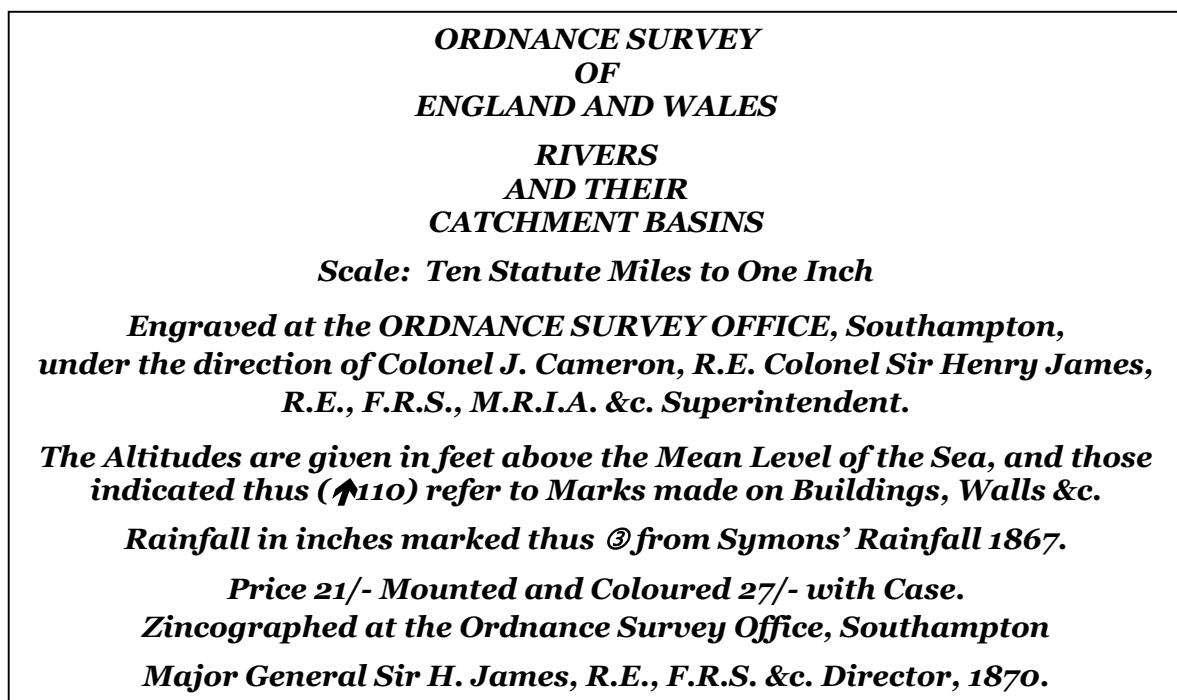 ORDNANCE SURVEY
OF
ENGLAND AND WALES
RIVERS
AND THEIR
CATCHMENT BASINS
Scale:  Ten Statute Miles to One Inch
Engraved at the ORDNANCE SURVEY OFFICE, Southampton,
under the direction of Colonel J. Cameron, R.E. Colonel Sir Henry James,
R.E., F.R.S., M.R.I.A. &c. Superintendent.
The Altitudes are given in feet above the Mean Level of the Sea, and those
indicated thus (🡩110) refer to Marks made on Buildings, Walls &c.
Rainfall in inches marked thus ③ from Symons’ Rainfall 1867.
Price 21/- Mounted and Coloured 27/- with Case.
Zincographed at the Ordnance Survey Office, Southampton
Major General Sir H. James, R.E., F.R.S. &c. Director, 1870.